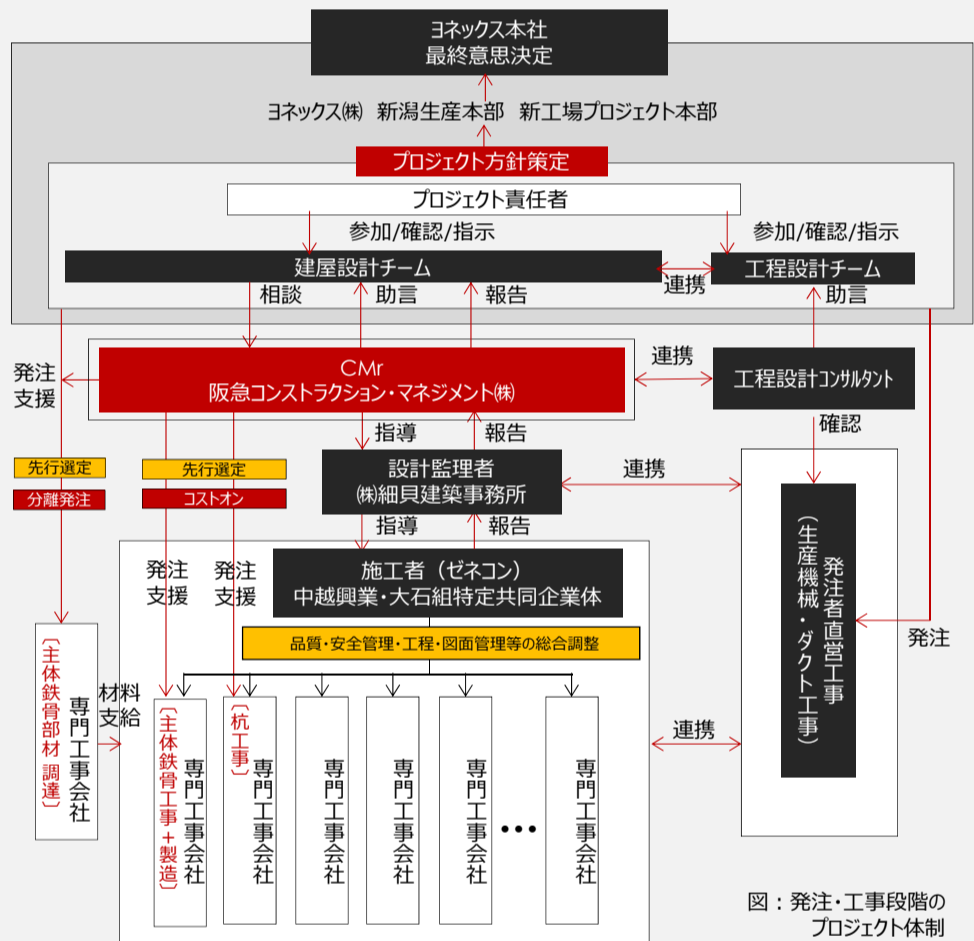 ヨネックス本社
最終意思決定
ヨネックス㈱ 新潟生産本部 新工場プロジェクト本部
プロジェクト方針策定
プロジェクト責任者
参加/確認/指示
参加/確認/指示
建屋設計チーム
連携
工程設計チーム
相談
助言
報告
助言
発注
支援
CMr
阪急コンストラクション・マネジメント㈱
連携
工程設計コンサルタント
指導
報告
確認
先行選定
分離発注
先行選定
コストオン
設計監理者
㈱細貝建築事務所
連携
指導
報告
発注
支援
発注
支援
施工者（ゼネコン）
中越興業・大石組特定共同企業体
品質・安全管理・工程・図面管理等の総合調整
発注者直営工事
（生産機械・ダクト工事）
発注
専門工事会社
〔主体鉄骨部材 調達〕
材料
支給
専門工事会社
〔主体鉄骨工事＋製造〕
専門工事会社
〔杭工事〕
専門工事会社
専門工事会社
専門工事会社
•••
専門工事会社
連携
図：発注・工事段階の
プロジェクト体制